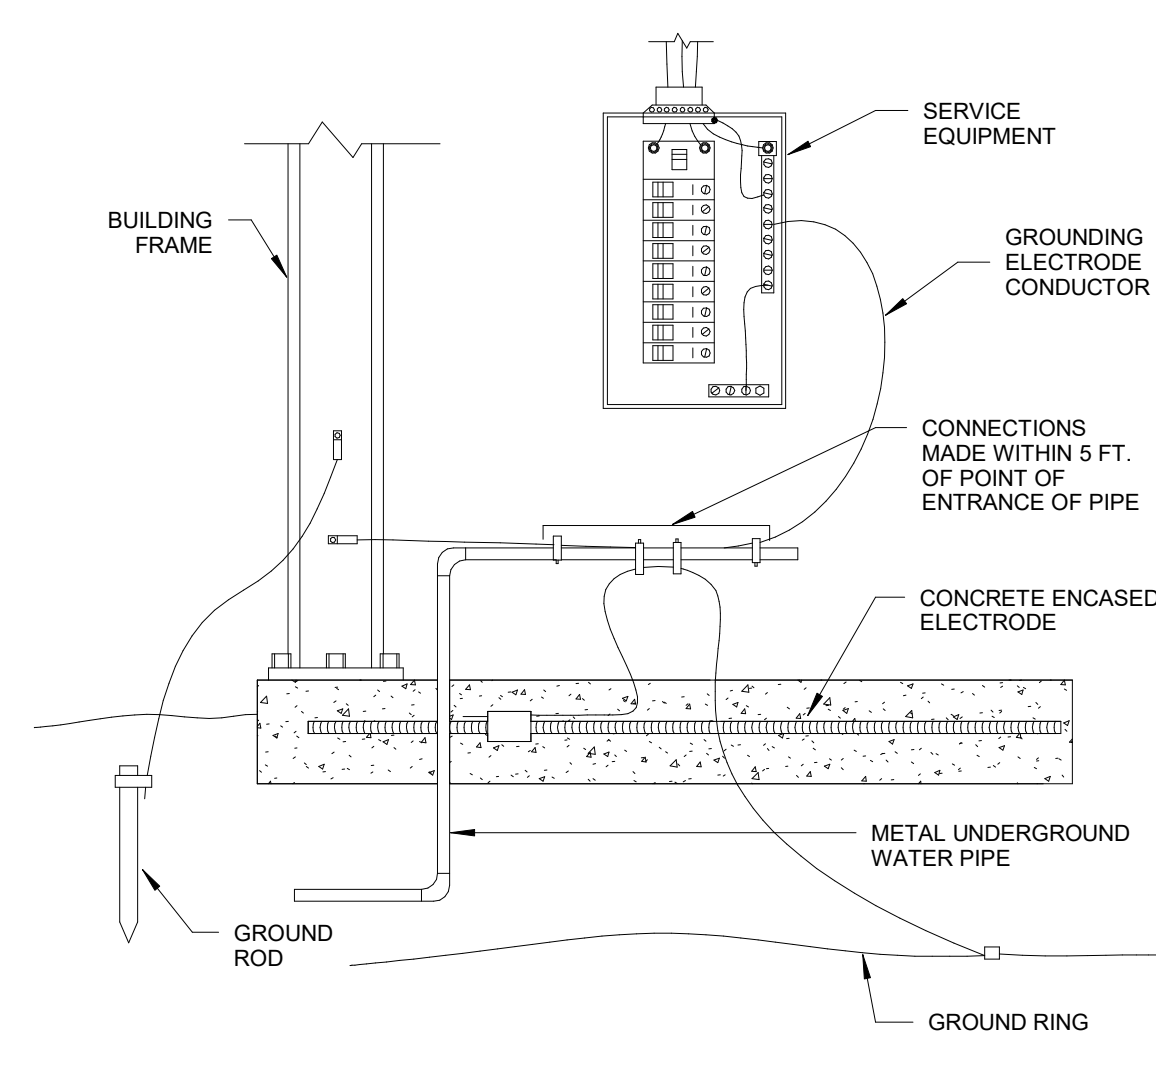 SERVICE
EQUIPMENT
BUILDING
FRAME
GROUNDING
ELECTRODE
CONDUCTOR
CONNECTIONS
MADE WITHIN 5 FT.
OF POINT OF
ENTRANCE OF PIPE
CONCRETE ENCASED
ELECTRODE
METAL UNDERGROUND
WATER PIPE
GROUND
ROD
GROUND RING